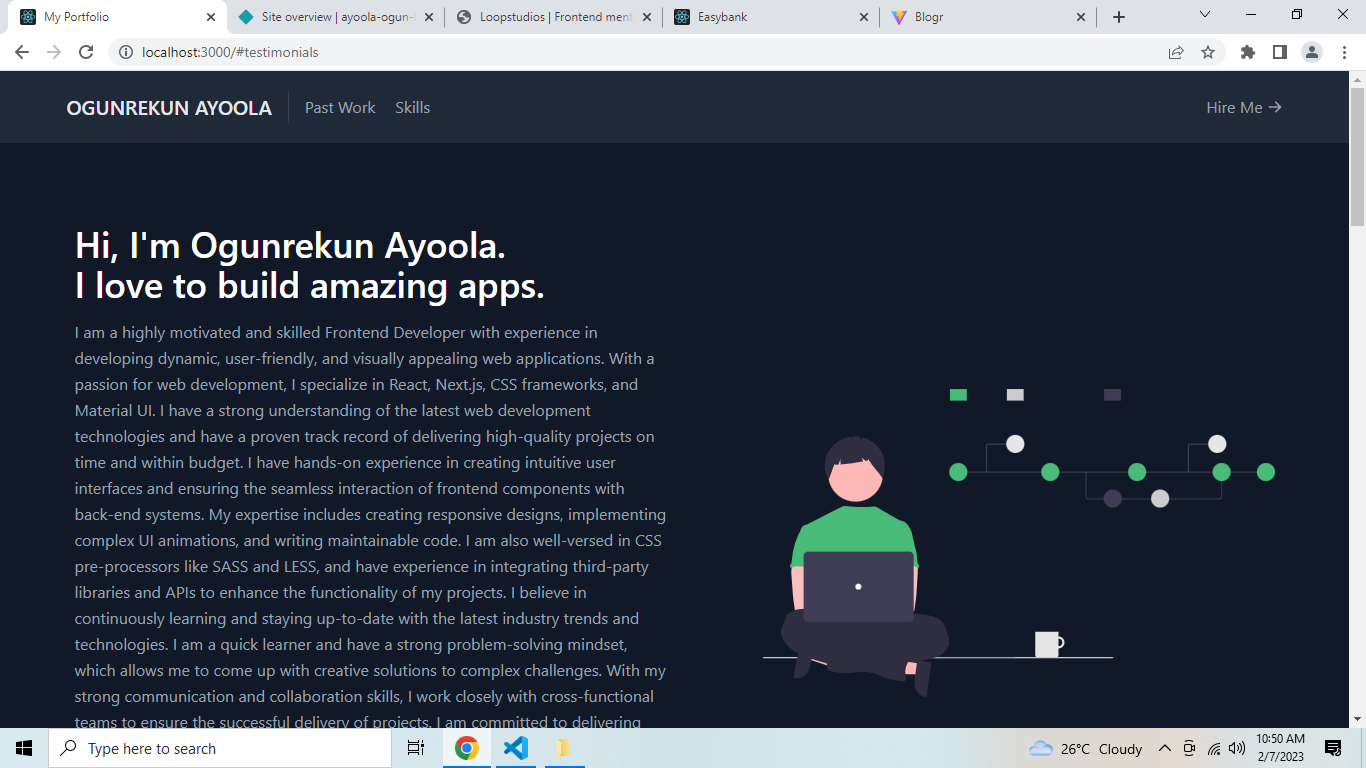 My Portfolio
Site overview | ayoola-ogun-
Loopstudios | Frontend ment
Easybank
Blogr
localhost:3000/#testimonials
OGUNREKUN AYOOLA
Past Work
Skills
Hire Me →
Hi, I'm Ogunrekun Ayoola.
I love to build amazing apps.
I am a highly motivated and skilled Frontend Developer with experience in
developing dynamic, user-friendly, and visually appealing web applications. With a
passion for web development, I specialize in React, Next.js, CSS frameworks, and
Material UI. I have a strong understanding of the latest web development
technologies and have a proven track record of delivering high-quality projects on
time and within budget. I have hands-on experience in creating intuitive user
interfaces and ensuring the seamless interaction of frontend components with
back-end systems. My expertise includes creating responsive designs, implementing
complex UI animations, and writing maintainable code. I am also well-versed in CSS
pre-processors like SASS and LESS, and have experience in integrating third-party
libraries and APIs to enhance the functionality of my projects. I believe in
continuously learning and staying up-to-date with the latest industry trends and
technologies. I am a quick learner and have a strong problem-solving mindset,
which allows me to come up with creative solutions to complex challenges. With my
strong communication and collaboration skills, I work closely with cross-functional
teams to ensure the successful delivery of projects. I am committed to delivering
Type here to search
26°C Cloudy
10:50 AM
2/7/2023